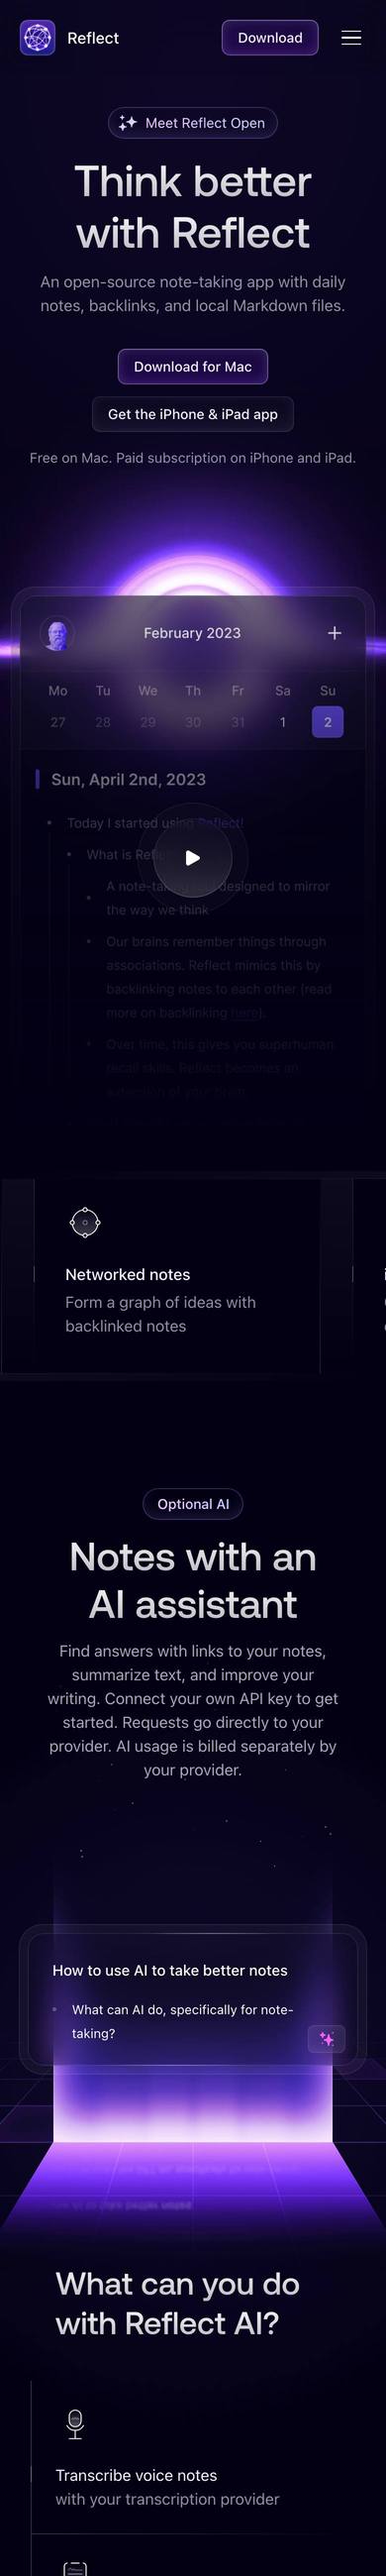 Reflect
Download
Meet Reflect Open
Think better
with Reflect
An open-source note-taking app with daily
notes, backlinks, and local Markdown files.
Download for Mac
Get the iPhone & iPad app
Free on Mac. Paid subscription on iPhone and iPad.
February 2023
Mo Tu We Th Fr Sa Su
27 28 29 30 31 1 2
Sun, April 2nd, 2023
Today I started using Reflect!
What is
A designed to mirror
the way we think
Our brains remember things through
associations. Reflect mimics this by
backlinking notes to each other (read
more on backlinking here).
Over time, this gives you superhuman
recall skills. Reflect becomes an
Networked notes
Form a graph of ideas with
backlinked notes
Optional AI
Notes with an
AI assistant
Find answers with links to your notes,
summarize text, and improve your
writing. Connect your own API key to get
started. Requests go directly to your
provider. AI usage is billed separately by
your provider.
How to use AI to take better notes
What can AI do, specifically for note-
taking?
What can you do
with Reflect AI?
Transcribe voice notes
with your transcription provider